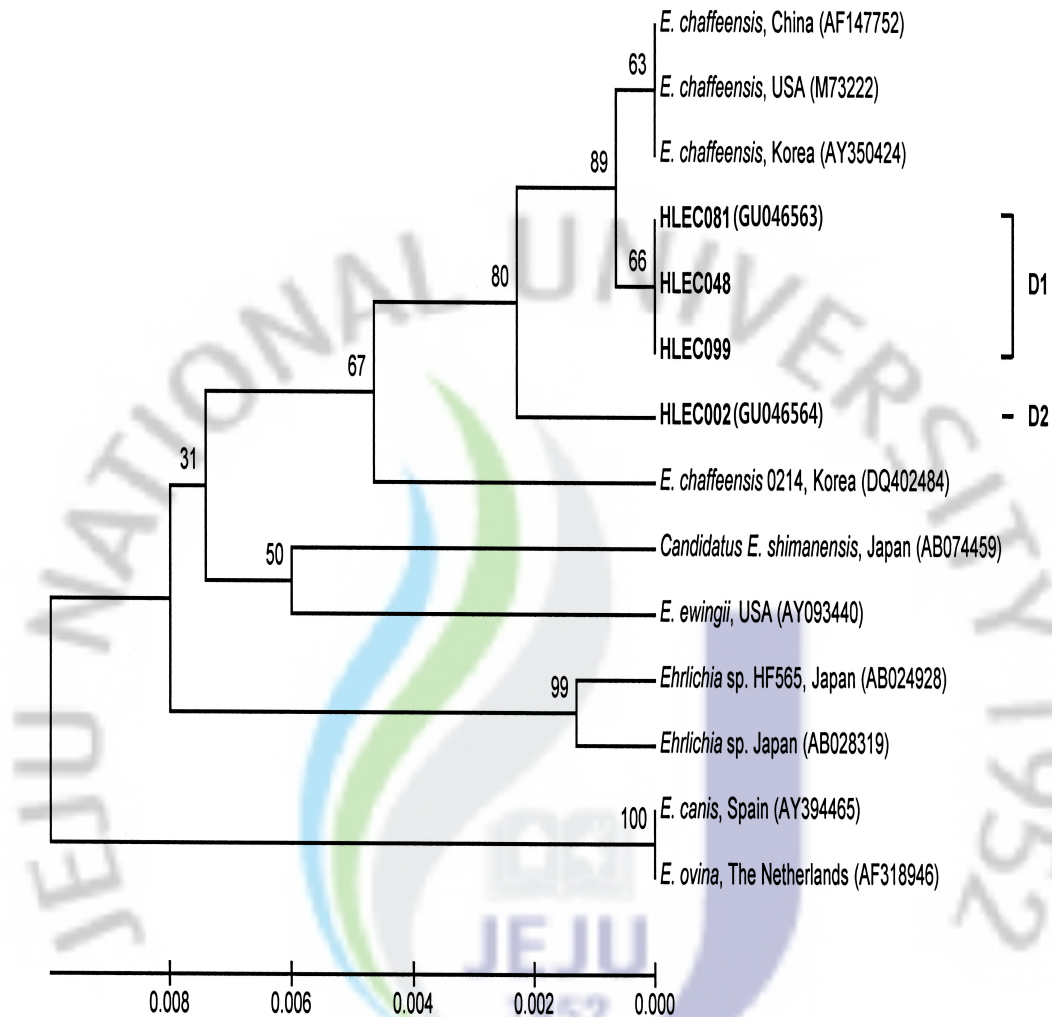 E. chaffeensis, China (AF147752)
63
E. chaffeensis, USA (M73222)
E. chaffeensis, Korea (AY350424)
89
HLEC081 (GU046563)
66
HLEC048
D1
80
HLEC099
67
HLEC002 (GU046564)
D2
31
E. chaffeensis 0214, Korea (DQ402484)
50
Candidatus E. shimanensis, Japan (AB074459)
E. ewingii, USA (AY093440)
99
Ehrlichia sp. HF565, Japan (AB024928)
Ehrlichia sp. Japan (AB028319)
100
E. canis, Spain (AY394465)
E. ovina, The Netherlands (AF318946)
0.008 0.006 0.004 0.002 0.000
JEJU NATIONAL UNIVERSITY 1952
JEJU
1952